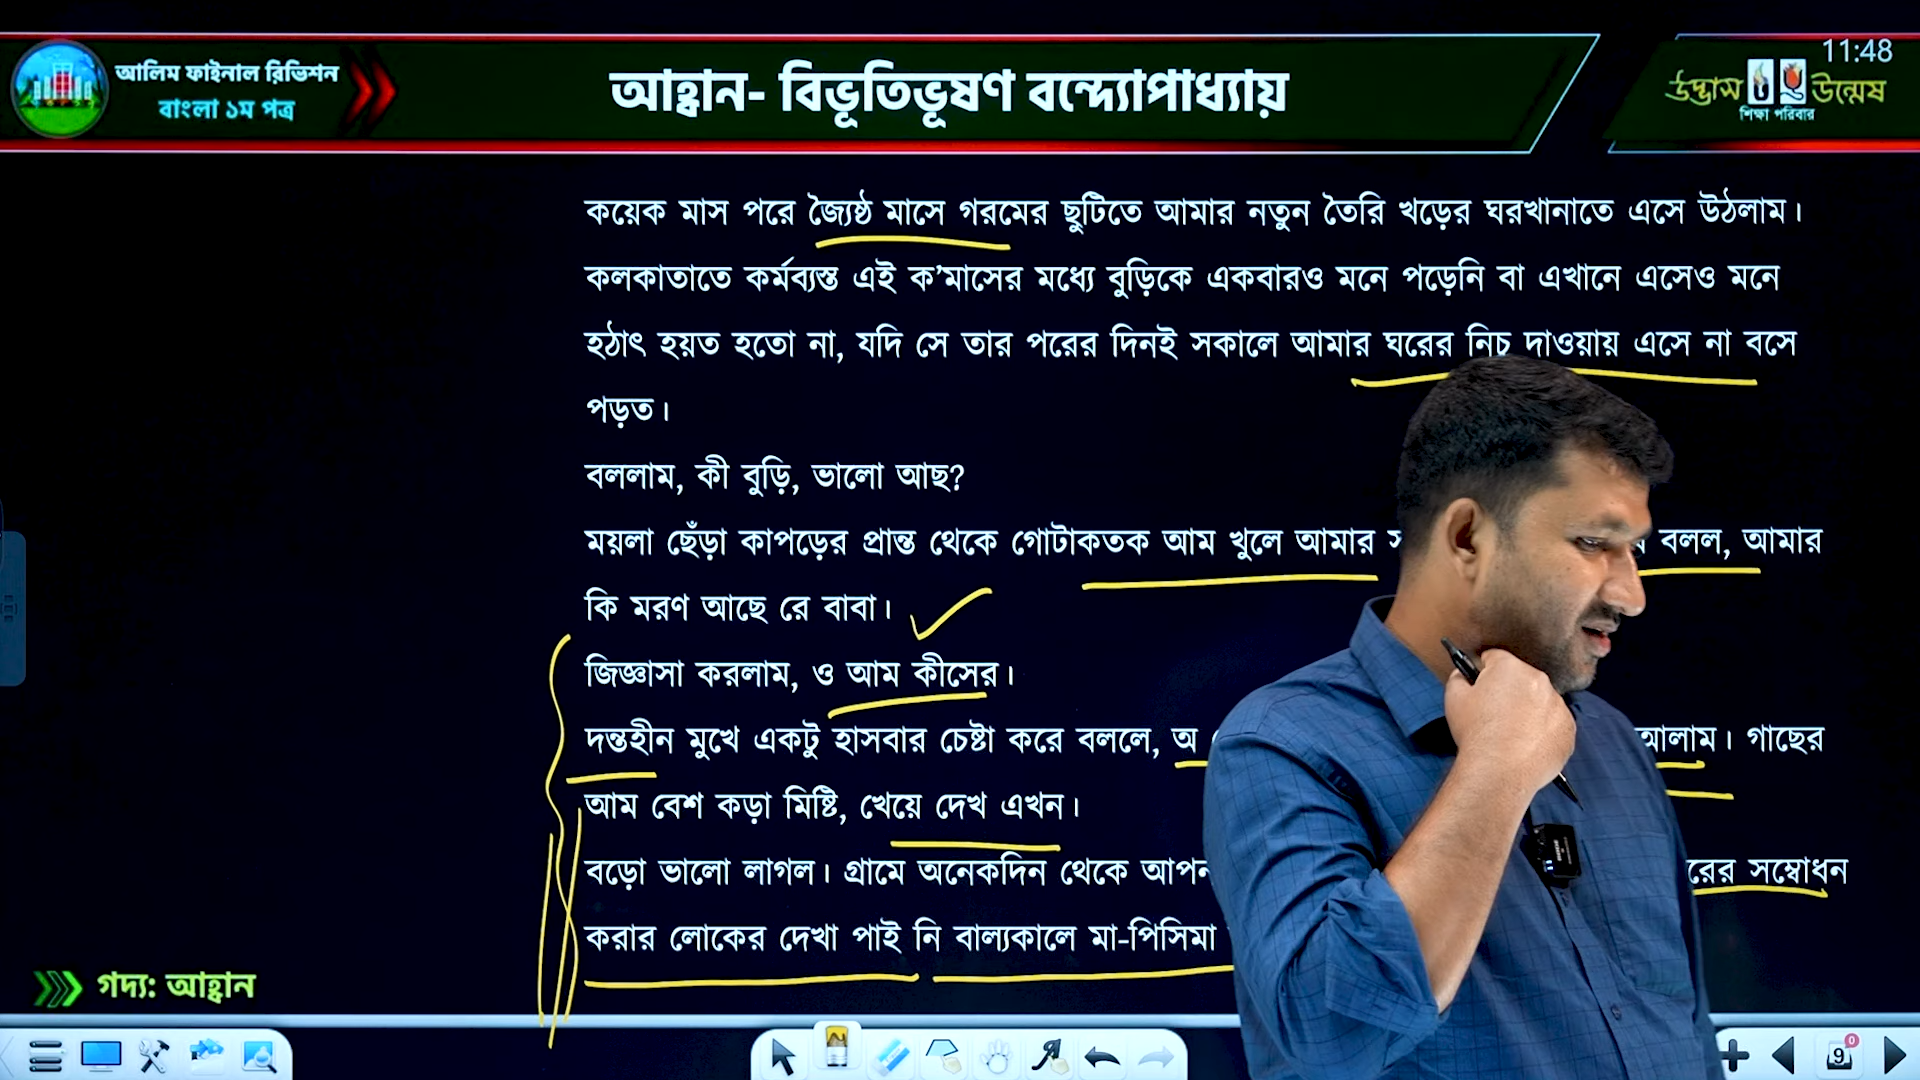 11:48
আলিম ফাইনাল রিভিশন
বাংলা ১ম পত্র
আহ্বান- বিভূতিভূষণ বন্দ্যোপাধ্যায়
উদ্ভাস উন্মেষ
শিক্ষা পরিবার
কয়েক মাস পরে জ্যৈষ্ঠ মাসে গরমের ছুটিতে আমার নতুন তৈরি খড়ের ঘরখানাতে এসে উঠলাম।
কলকাতাতে কর্মব্যস্ত এই ক’মাসের মধ্যে বুড়িকে একবারও মনে পড়েনি বা এখানে এসেও মনে
হঠাৎ হয়ত হতো না, যদি সে তার পরের দিনই সকালে আমার ঘরের নিচু দাওয়ায় এসে না বসে
পড়ত।
বললাম, কী বুড়ি, ভালো আছ?
ময়লা ছেঁড়া কাপড়ের প্রান্ত থেকে গোটাকতক আম খুলে আমার বলল, আমার
কি মরণ আছে রে বাবা।
জিজ্ঞাসা করলাম, ও আম কীসের।
দন্তহীন মুখে একটু হাসবার চেষ্টা করে বললে, অ আলাম। গাছের
আম বেশ কড়া মিষ্টি, খেয়ে দেখ এখন।
বড়ো ভালো লাগল। গ্রামে অনেকদিন থেকে সম্বোধন
করার লোকের দেখা পাই নি বাল্যকালে মা-পিসিমা
গদ্য: আহ্বান
9
0